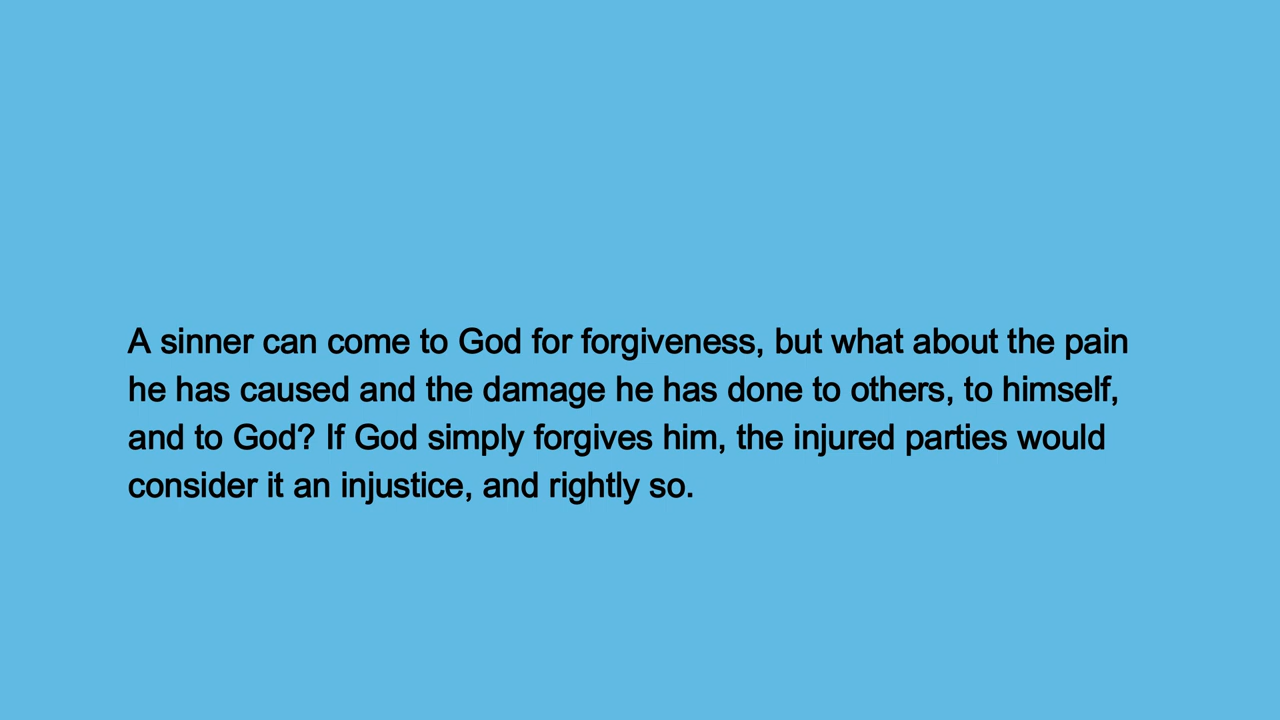 A sinner can come to God for forgiveness, but what about the pain
he has caused and the damage he has done to others, to himself,
and to God? If God simply forgives him, the injured parties would
consider it an injustice, and rightly so.